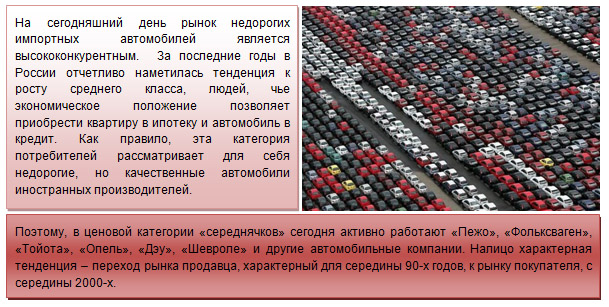 На сегодняшний день рынок недорогих
импортных автомобилей является
высококонкурентным. За последние годы в
России отчетливо наметилась тенденция к
росту среднего класса, людей, чье
экономическое положение позволяет
приобрести квартиру в ипотеку и автомобиль в
кредит. Как правило, эта категория
потребителей рассматривает для себя
недорогие, но качественные автомобили
иностранных производителей.
Поэтому, в ценовой категории «середнячков» сегодня активно работают «Пежо», «Фольксваген»,
«Тойота», «Опель», «Дэу», «Шевроле» и другие автомобильные компании. Налицо характерная
тенденция – переход рынка продавца, характерный для середины 90-х годов, к рынку покупателя, с
середины 2000-х.